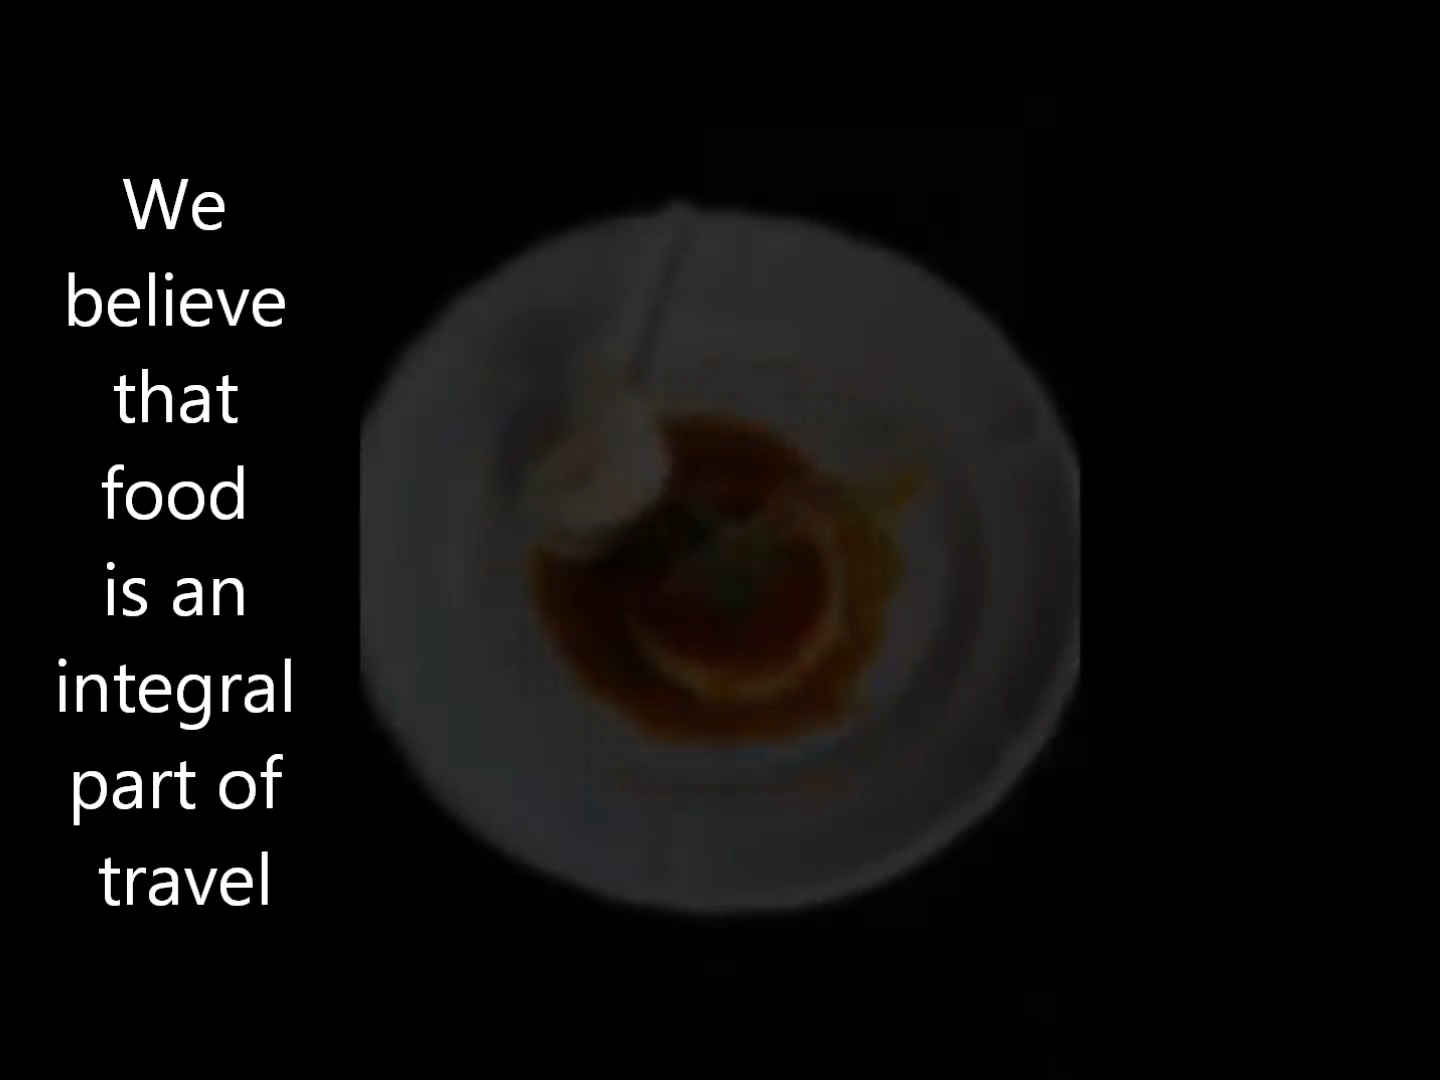 We
believe
that
food
is an
integral
part of
travel